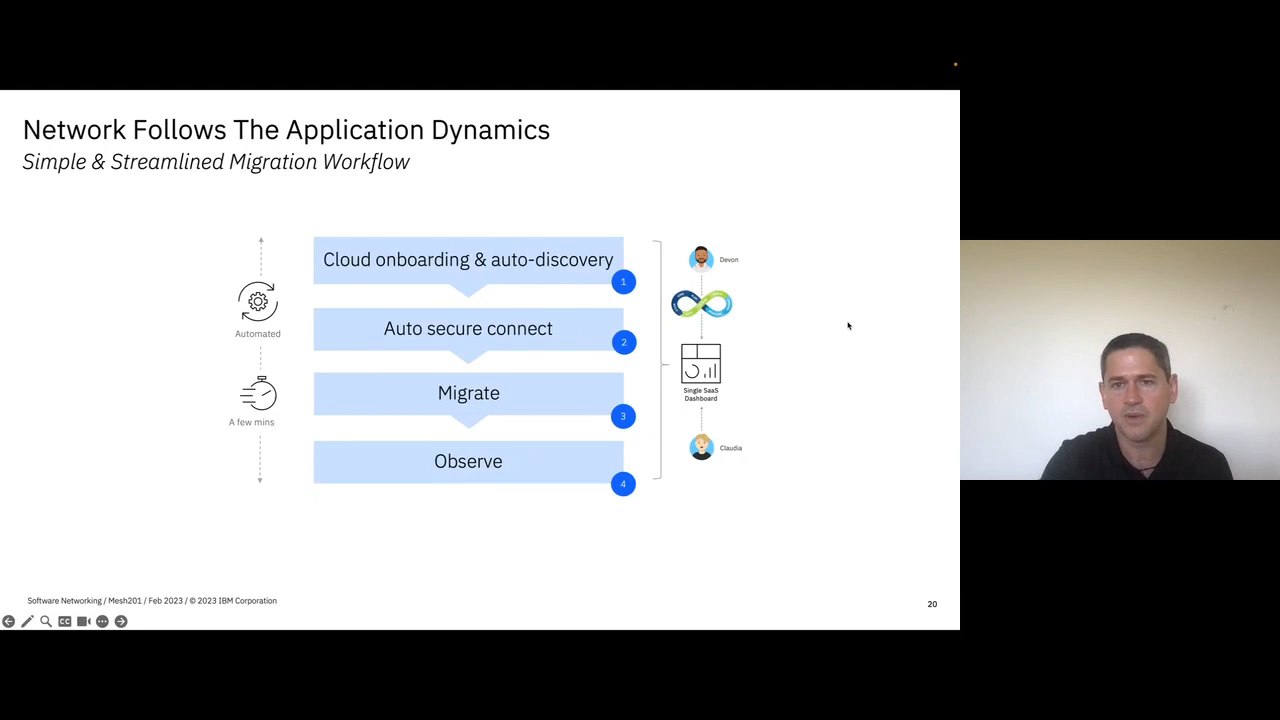 Network Follows The Application Dynamics
Simple & Streamlined Migration Workflow
Cloud onboarding & auto-discovery
1
Auto secure connect
2
Migrate
3
Observe
4
Automated
A few mins
Devon
Single SaaS
Dashboard
Claudia
Software Networking / Mesh201 / Feb 2023 / © 2023 IBM Corporation
20
CC